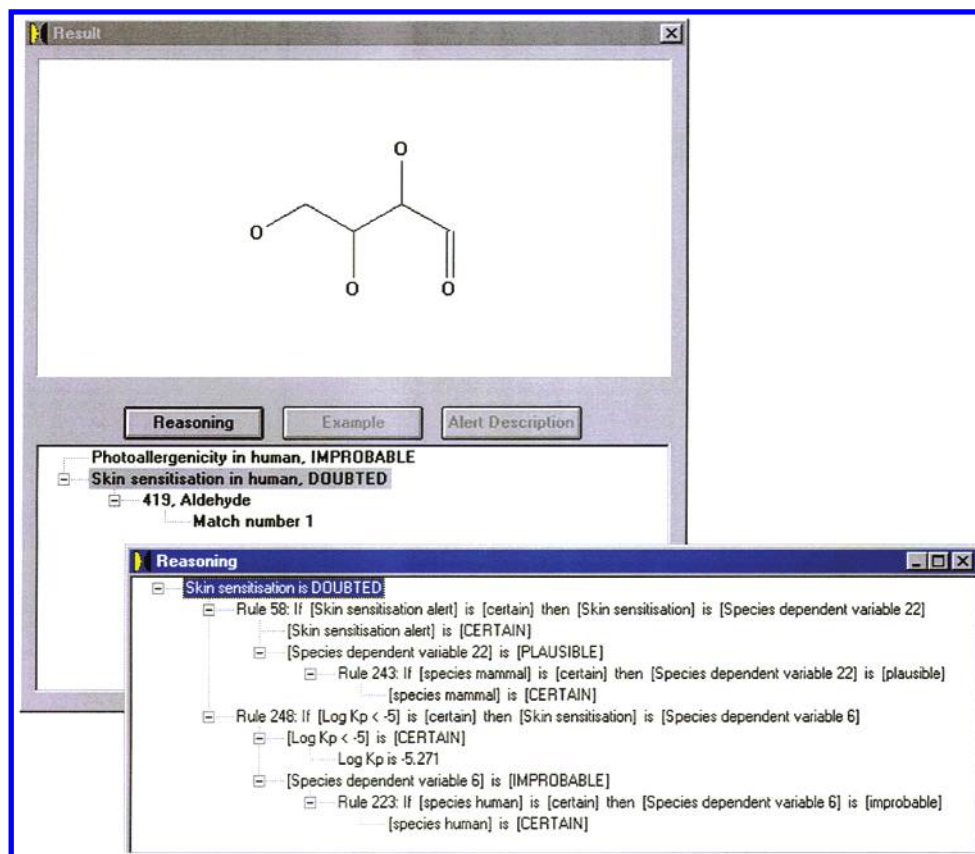 Result
O
O
O
O
Reasoning
Example
Alert Description
Photoallergenicity in human, IMPROBABLE
Skin sensitisation in human, DOUBTED
419, Aldehyde
Match number 1
Reasoning
Skin sensitisation is DOUBTED
Rule 58: If [Skin sensitisation alert] is [certain] then [Skin sensitisation] is [Species dependent variable 22]
[Skin sensitisation alert] is [CERTAIN]
[Species dependent variable 22] is [PLAUSIBLE]
Rule 243: If [species mammal] is [certain] then [Species dependent variable 22] is [plausible]
[species mammal] is [CERTAIN]
Rule 248: If [Log Kp < -5] is [certain] then [Skin sensitisation] is [Species dependent variable 6]
[Log Kp < -5] is [CERTAIN]
Log Kp is -5.271
[Species dependent variable 6] is [IMPROBABLE]
Rule 223: If [species human] is [certain] then [Species dependent variable 6] is [improbable]
[species human] is [CERTAIN]